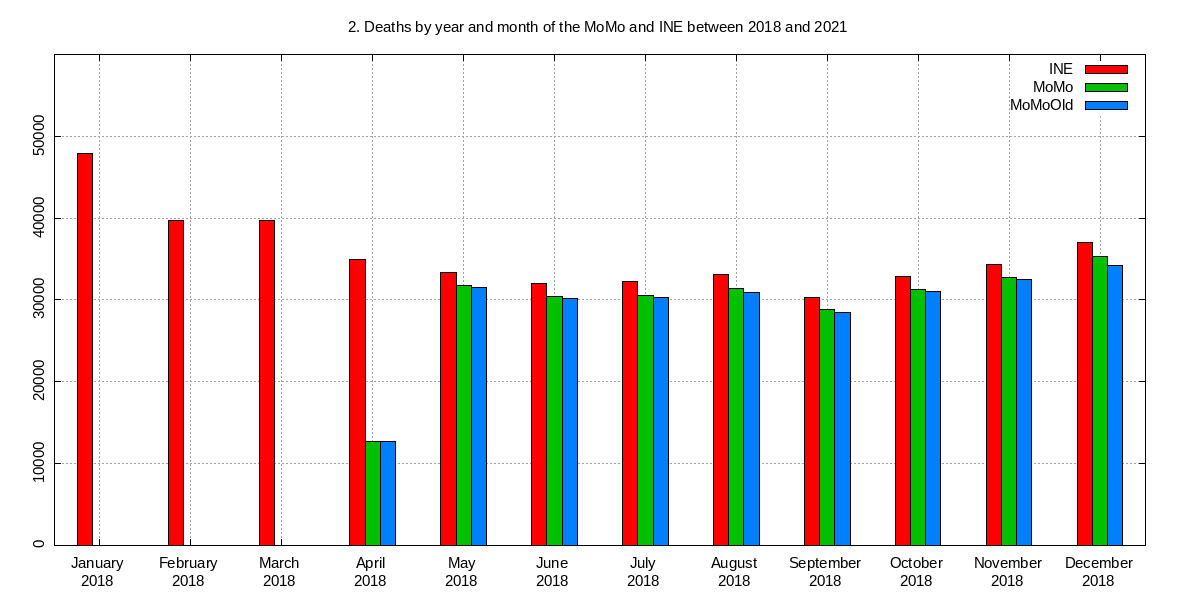 2. Deaths by year and month of the MoMo and INE between 2018 and 2021
INE
MoMo
MoMoOld
50000
40000
30000
20000
10000
0
January February March April May June July August September October November December
2018 2018 2018 2018 2018 2018 2018 2018 2018 2018 2018 2018